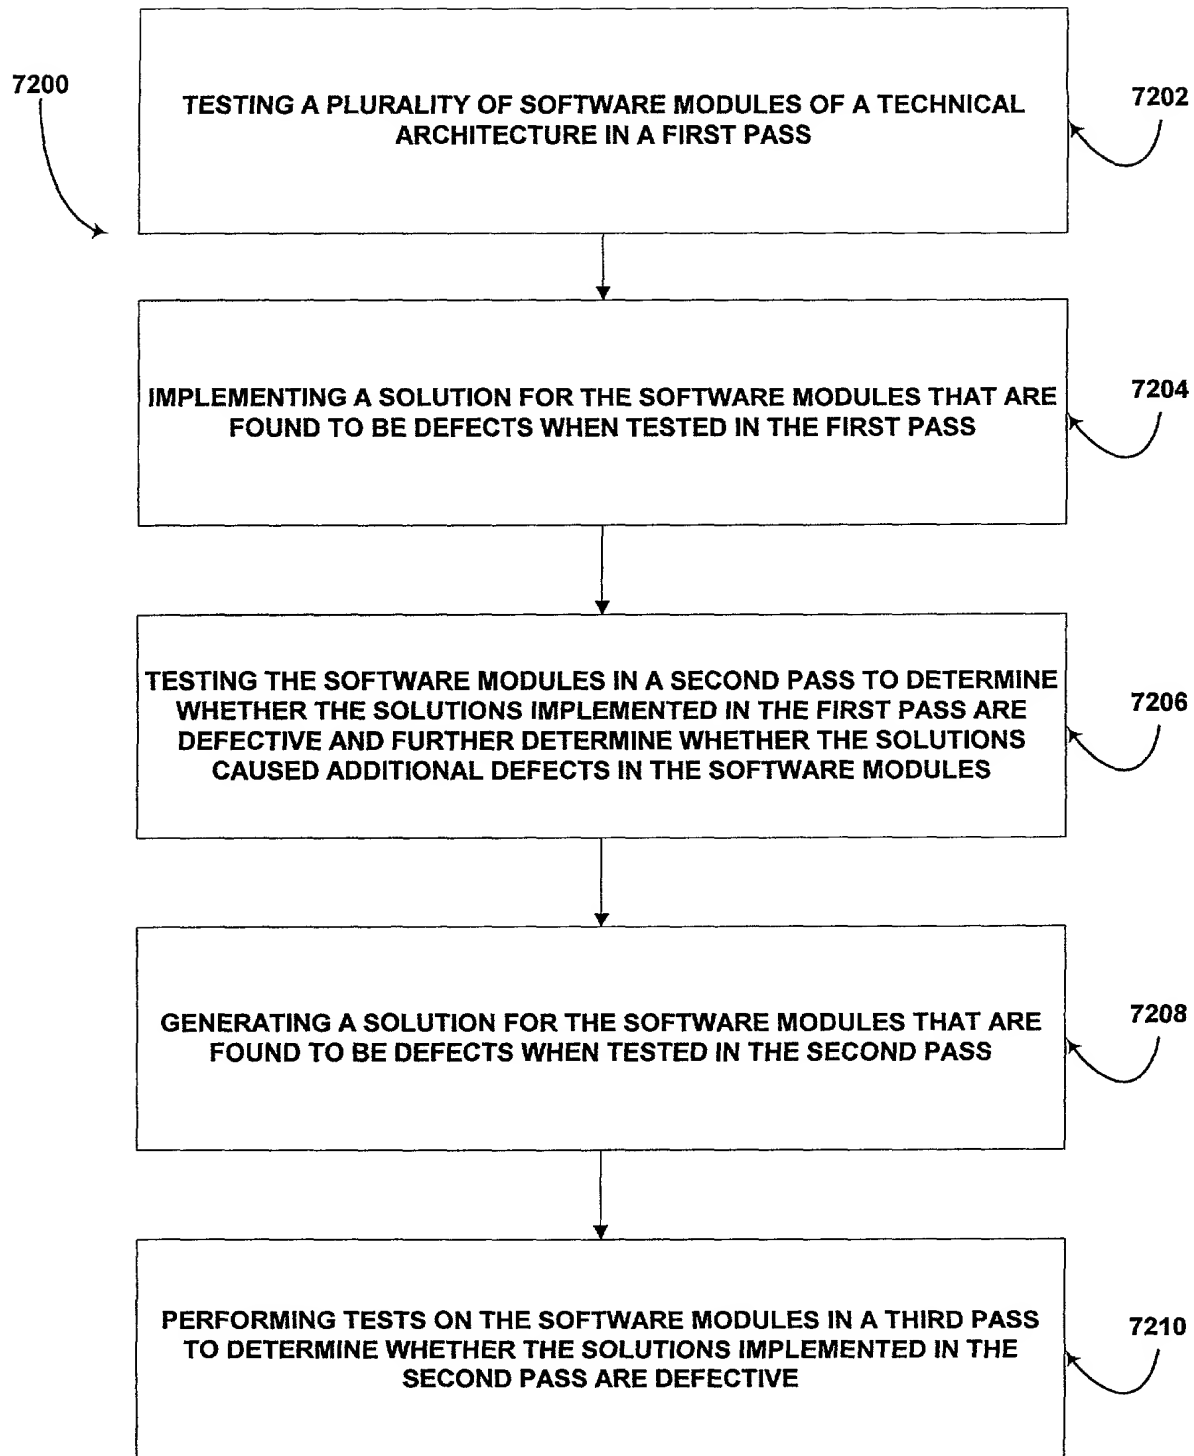 7200
TESTING A PLURALITY OF SOFTWARE MODULES OF A TECHNICAL
ARCHITECTURE IN A FIRST PASS
7202
IMPLEMENTING A SOLUTION FOR THE SOFTWARE MODULES THAT ARE
FOUND TO BE DEFECTS WHEN TESTED IN THE FIRST PASS
7204
TESTING THE SOFTWARE MODULES IN A SECOND PASS TO DETERMINE
WHETHER THE SOLUTIONS IMPLEMENTED IN THE FIRST PASS ARE
DEFECTIVE AND FURTHER DETERMINE WHETHER THE SOLUTIONS
CAUSED ADDITIONAL DEFECTS IN THE SOFTWARE MODULES
7206
GENERATING A SOLUTION FOR THE SOFTWARE MODULES THAT ARE
FOUND TO BE DEFECTS WHEN TESTED IN THE SECOND PASS
7208
PERFORMING TESTS ON THE SOFTWARE MODULES IN A THIRD PASS
TO DETERMINE WHETHER THE SOLUTIONS IMPLEMENTED IN THE
SECOND PASS ARE DEFECTIVE
7210